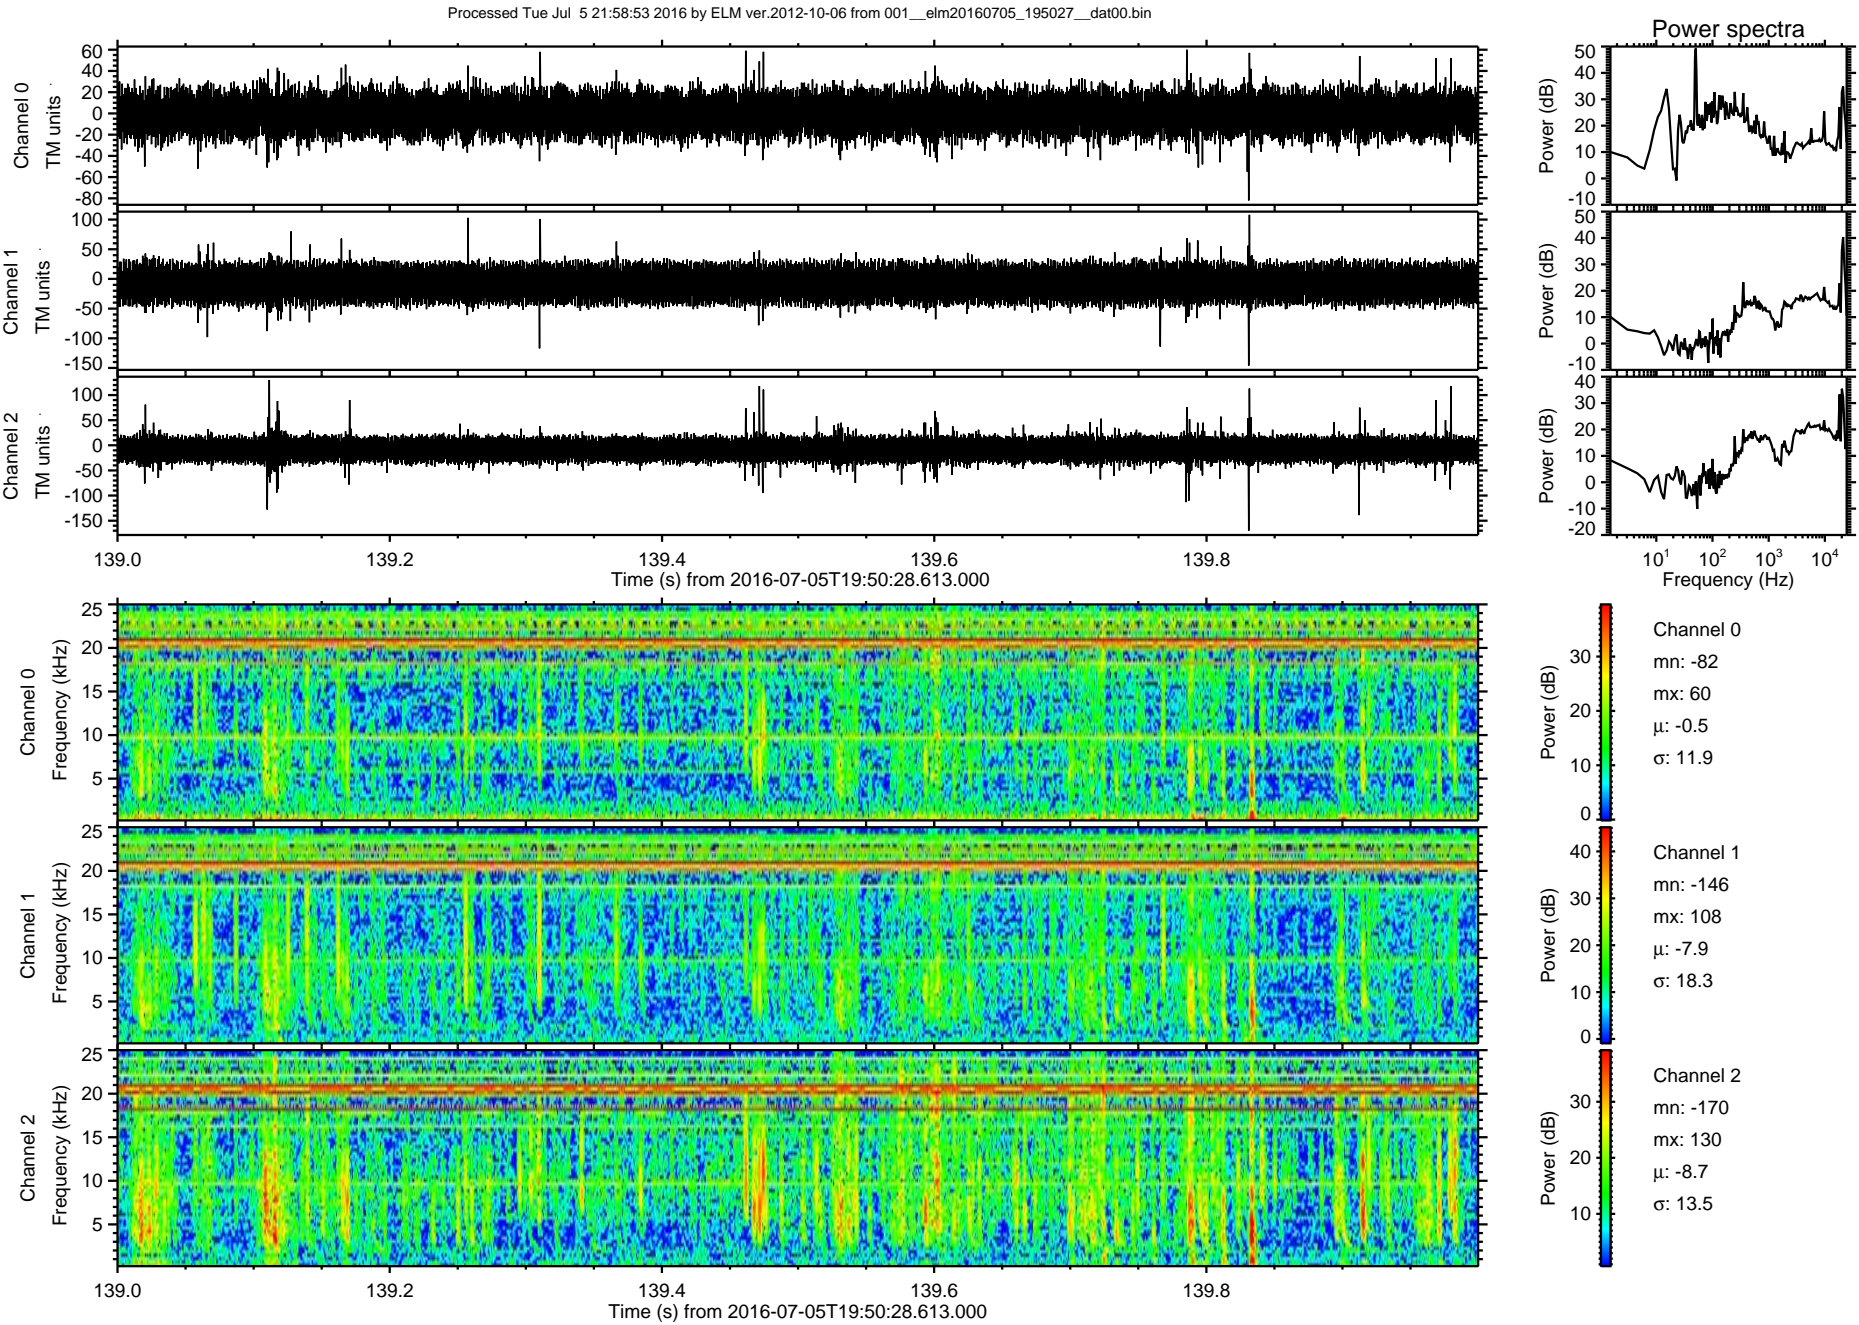 Processed Tue Jul  5 21:58:53 2016 by ELM ver.2012-10-06 from 001__elm20160705_195027__dat00.bin
Power spectra
Channel 0
TM units
60
40
20
0
-20
-40
-60
-80
Power (dB)
50
40
30
20
10
0
-10
Channel 1
TM units
100
50
0
-50
-100
-150
Power (dB)
50
40
30
20
10
0
-10
Channel 2
TM units
100
50
0
-50
-100
-150
Power (dB)
40
30
20
10
0
-10
-20
139.0 139.2 139.4 139.6 139.8
Time (s) from 2016-07-05T19:50:28.613.000
10^1 10^2 10^3 10^4
Frequency (Hz)
Channel 0
Frequency (kHz)
25
20
15
10
5
Power (dB)
30
20
10
0
Channel 0
mn: -82
mx: 60
μ: -0.5
σ: 11.9
Channel 1
Frequency (kHz)
25
20
15
10
5
Power (dB)
40
30
20
10
0
Channel 1
mn: -146
mx: 108
μ: -7.9
σ: 18.3
Channel 2
Frequency (kHz)
25
20
15
10
5
Power (dB)
30
20
10
Channel 2
mn: -170
mx: 130
μ: -8.7
σ: 13.5
139.0 139.2 139.4 139.6 139.8
Time (s) from 2016-07-05T19:50:28.613.000